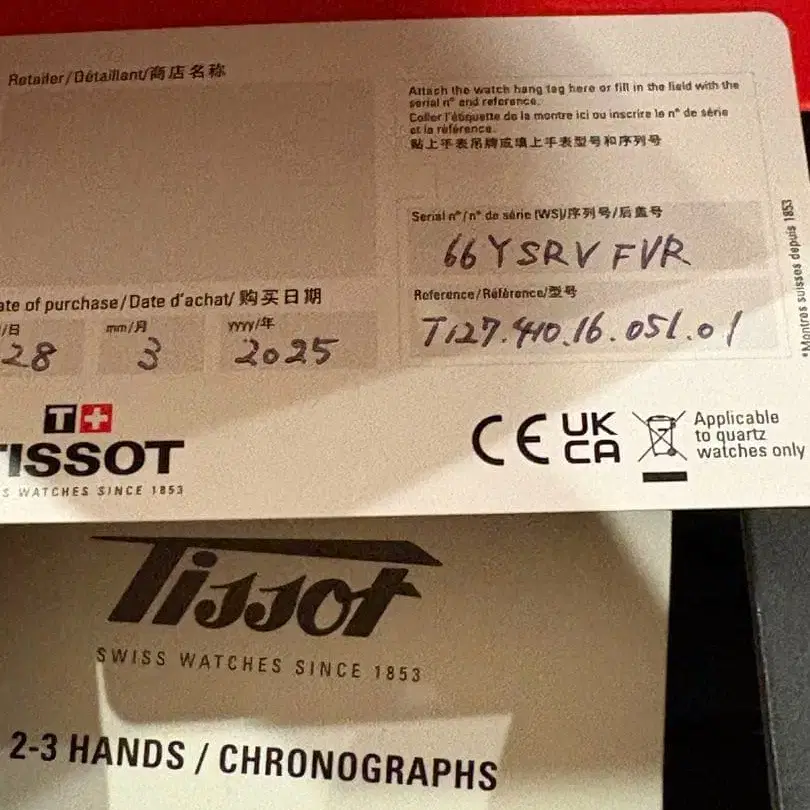 Retailer/Détaillant/商店名称
Attach the watch hang tag here or fill in the field with the
serial n° and reference.
Coller l'étiquette de la montre ici ou inscrire le n° de série
et la référence.
贴上手表吊牌或填上手表型号和序列号
Serial n°/n° de série (WS)/序列号/后盖号
66YSRVFVR
ate of purchase/Date d'achat/购买日期
/日 mm/月 yyyy/年
28 3 2025
Reference/Référence/型号
T127.410.16.051.01
*Montres suisses depuis 1853
T+
TISSOT
S WATCHES SINCE 1853
CE UK
CA
Applicable
to quartz
watches only
Tissot
SWISS WATCHES SINCE 1853
2-3 HANDS / CHRONOGRAPHS